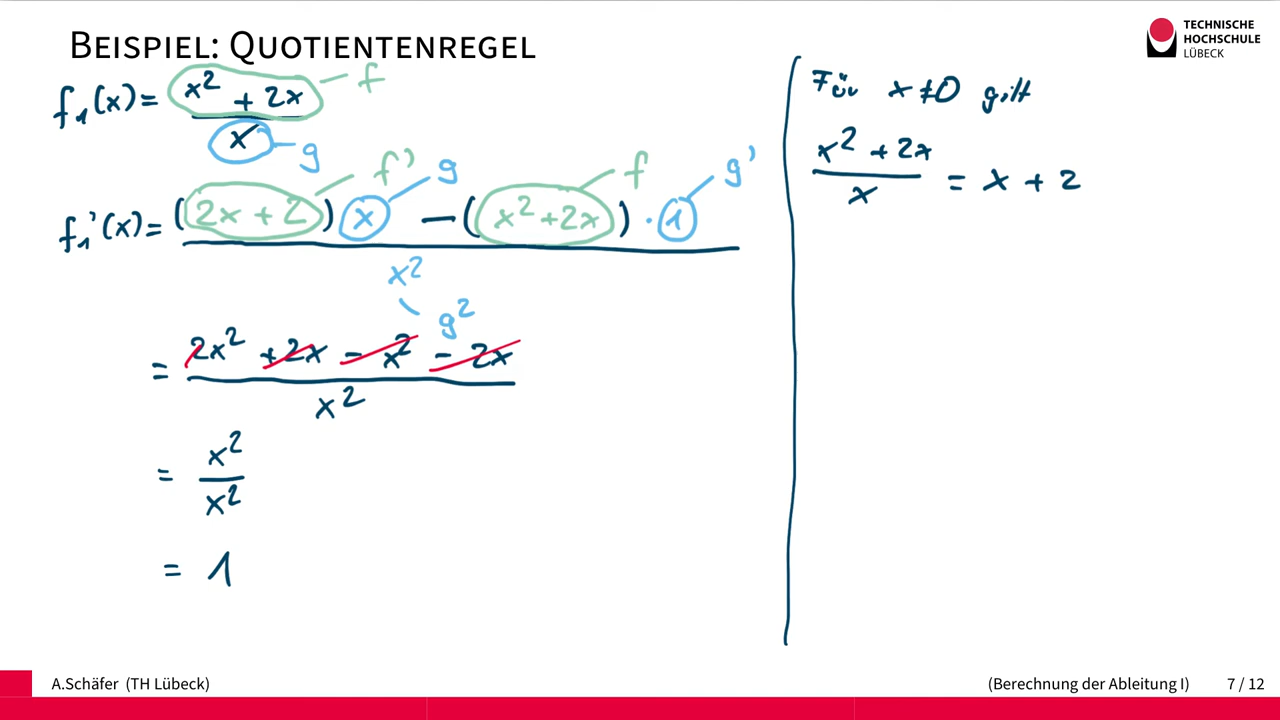 BEISPIEL: QUOTIENTENREGEL
TECHNISCHE
HOCHSCHULE
LÜBECK
f₁(x) = (x² + 2x) / x
f
g
f₁'(x) = ((2x + 2) x − (x² + 2x) · 1) / x²
f'
g
f
g'
g²
= (2x² + 2x − x² − 2x) / x²
= x² / x²
= 1
Für x ≠ 0 gilt
(x² + 2x) / x = x + 2
A.Schäfer (TH Lübeck)
(Berechnung der Ableitung I)
7 / 12